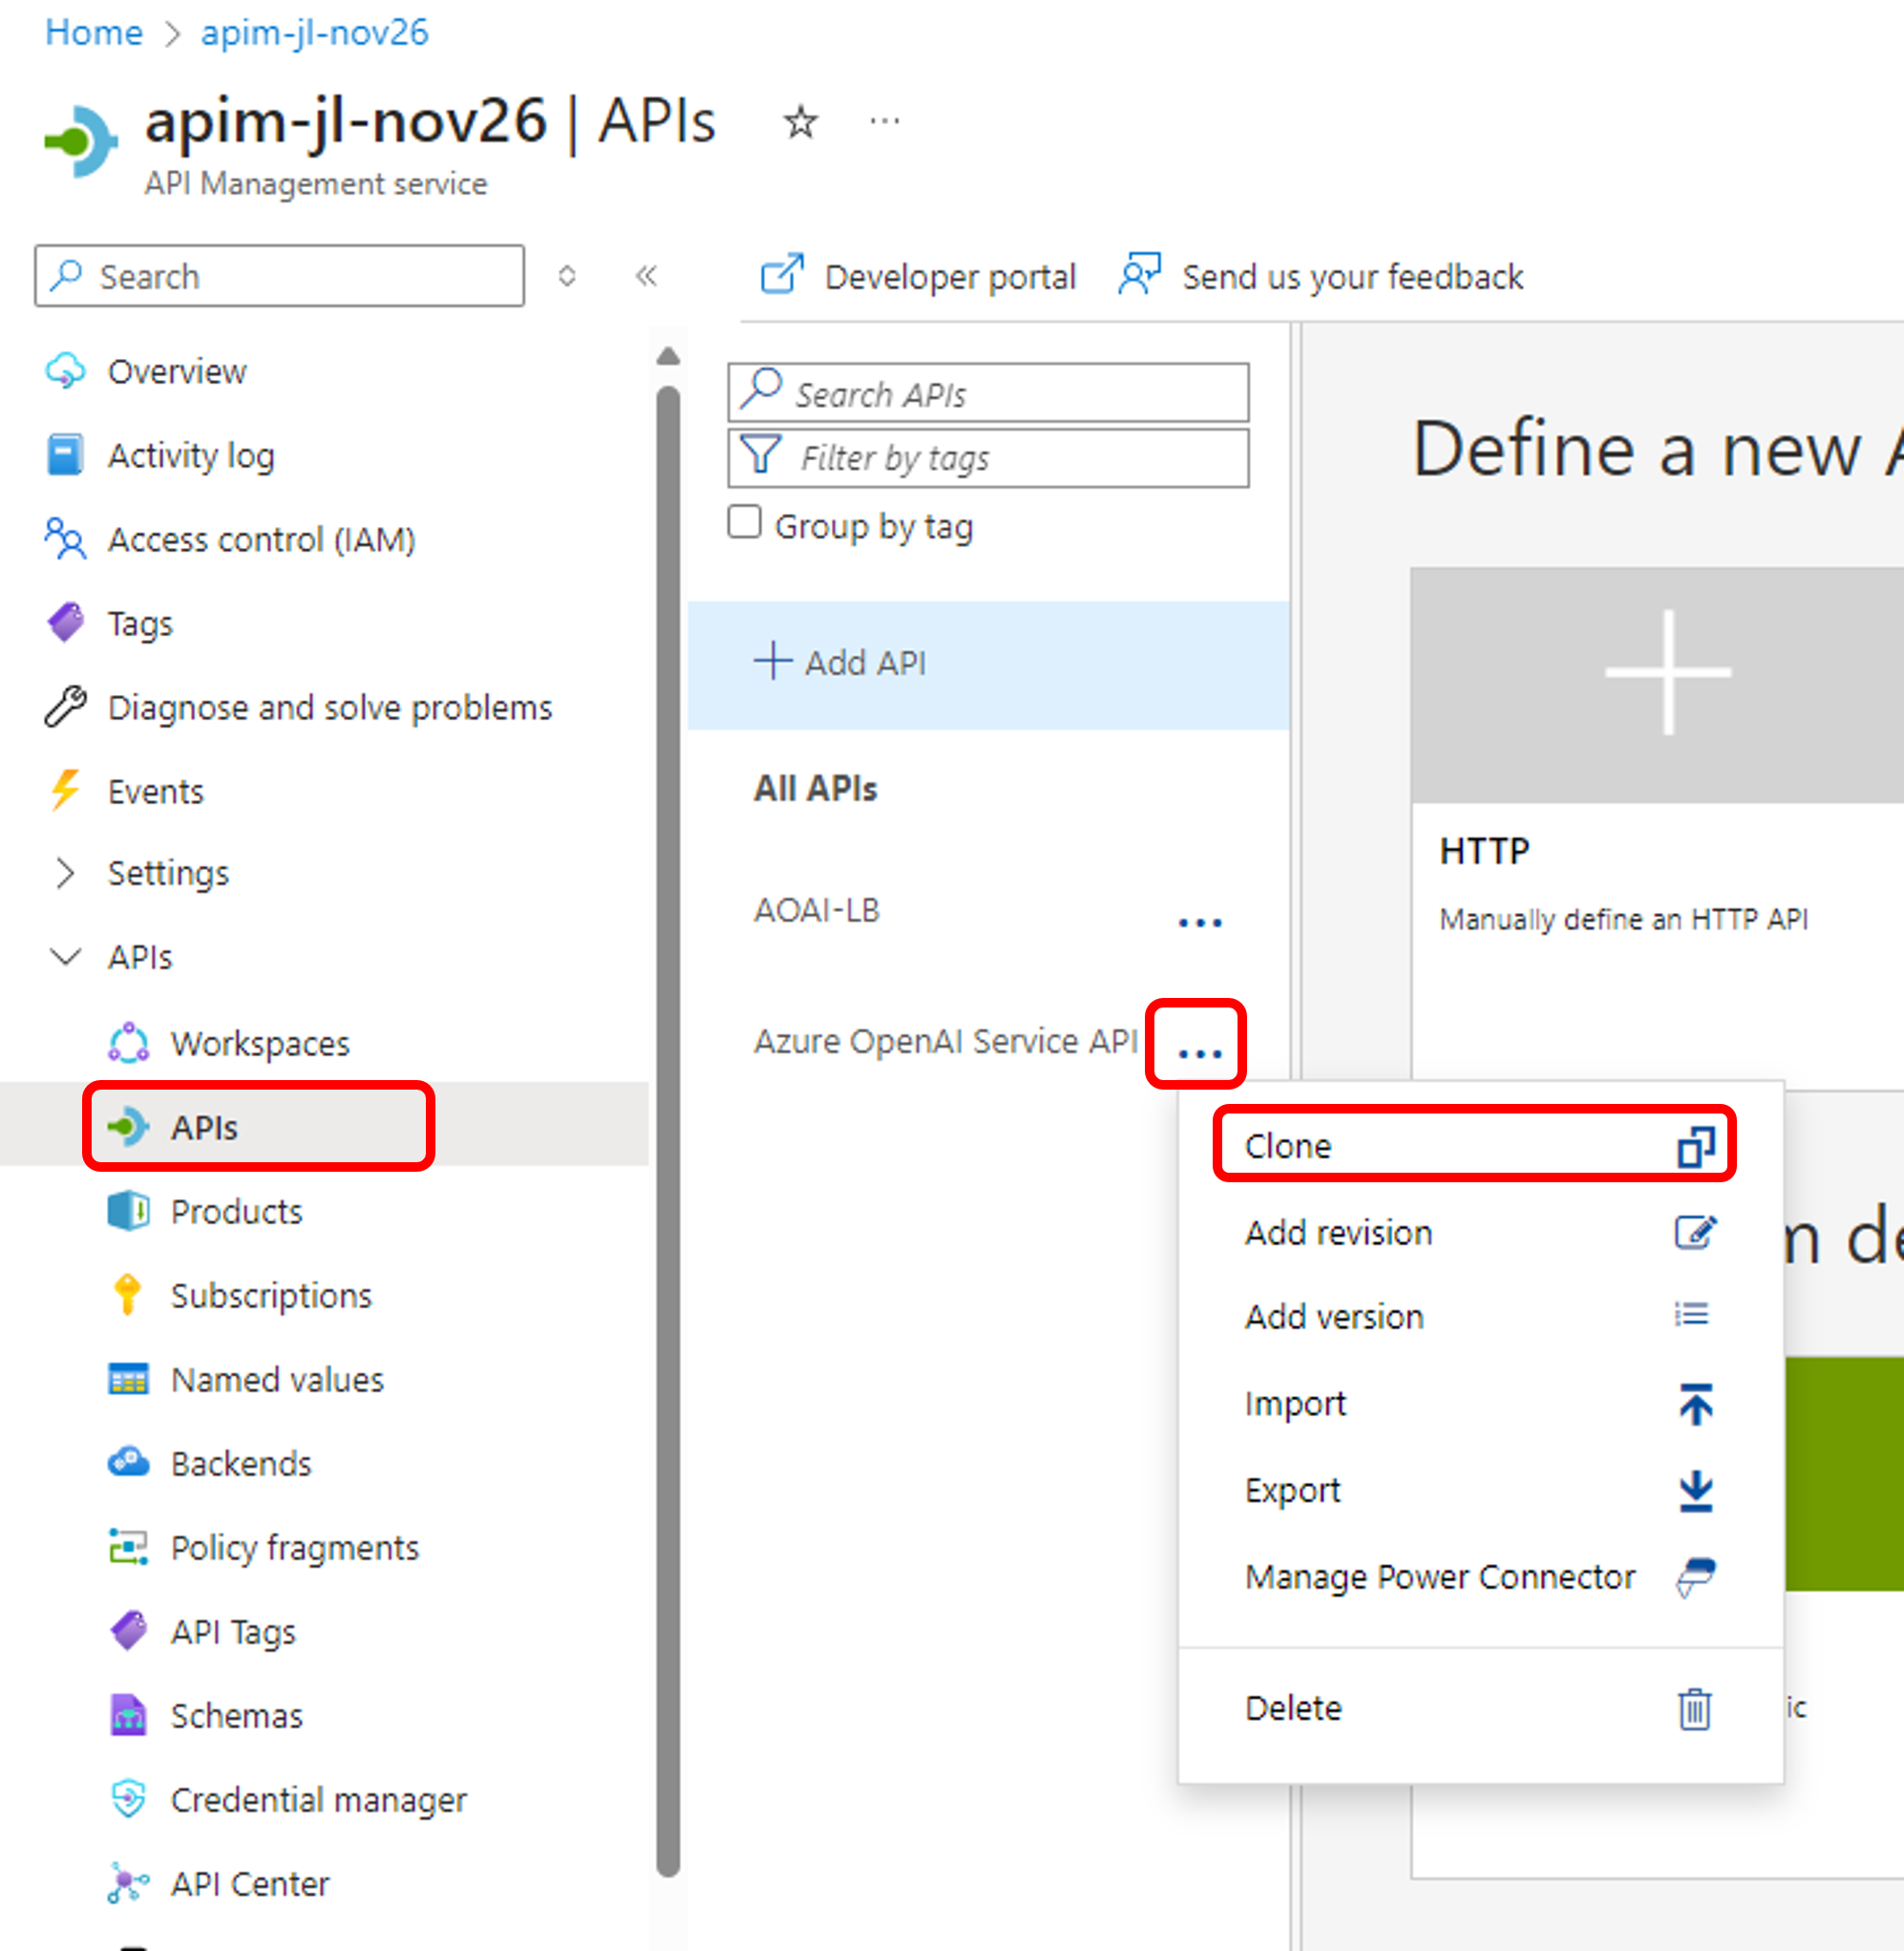 Home > apim-jl-nov26
apim-jl-nov26 | APIs
API Management service
Search
Developer portal
Send us your feedback
Overview
Activity log
Access control (IAM)
Tags
Diagnose and solve problems
Events
Settings
APIs
Workspaces
APIs
Products
Subscriptions
Named values
Backends
Policy fragments
API Tags
Schemas
Credential manager
API Center
Search APIs
Filter by tags
Group by tag
Add API
All APIs
AOAI-LB
Azure OpenAI Service API
Clone
Add revision
Add version
Import
Export
Manage Power Connector
Delete
Define a new
HTTP
Manually define an HTTP API